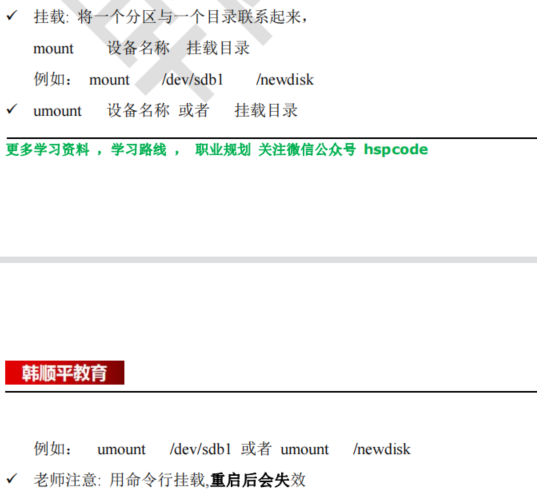 ✓ 挂载: 将一个分区与一个目录联系起来，
mount 设备名称 挂载目录
例如： mount /dev/sdb1 /newdisk
✓ umount 设备名称 或者 挂载目录
更多学习资料 ，学习路线 ， 职业规划 关注微信公众号 hspcode
韩顺平教育
例如： umount /dev/sdb1 或者 umount /newdisk
✓ 老师注意: 用命令行挂载,重启后会失效